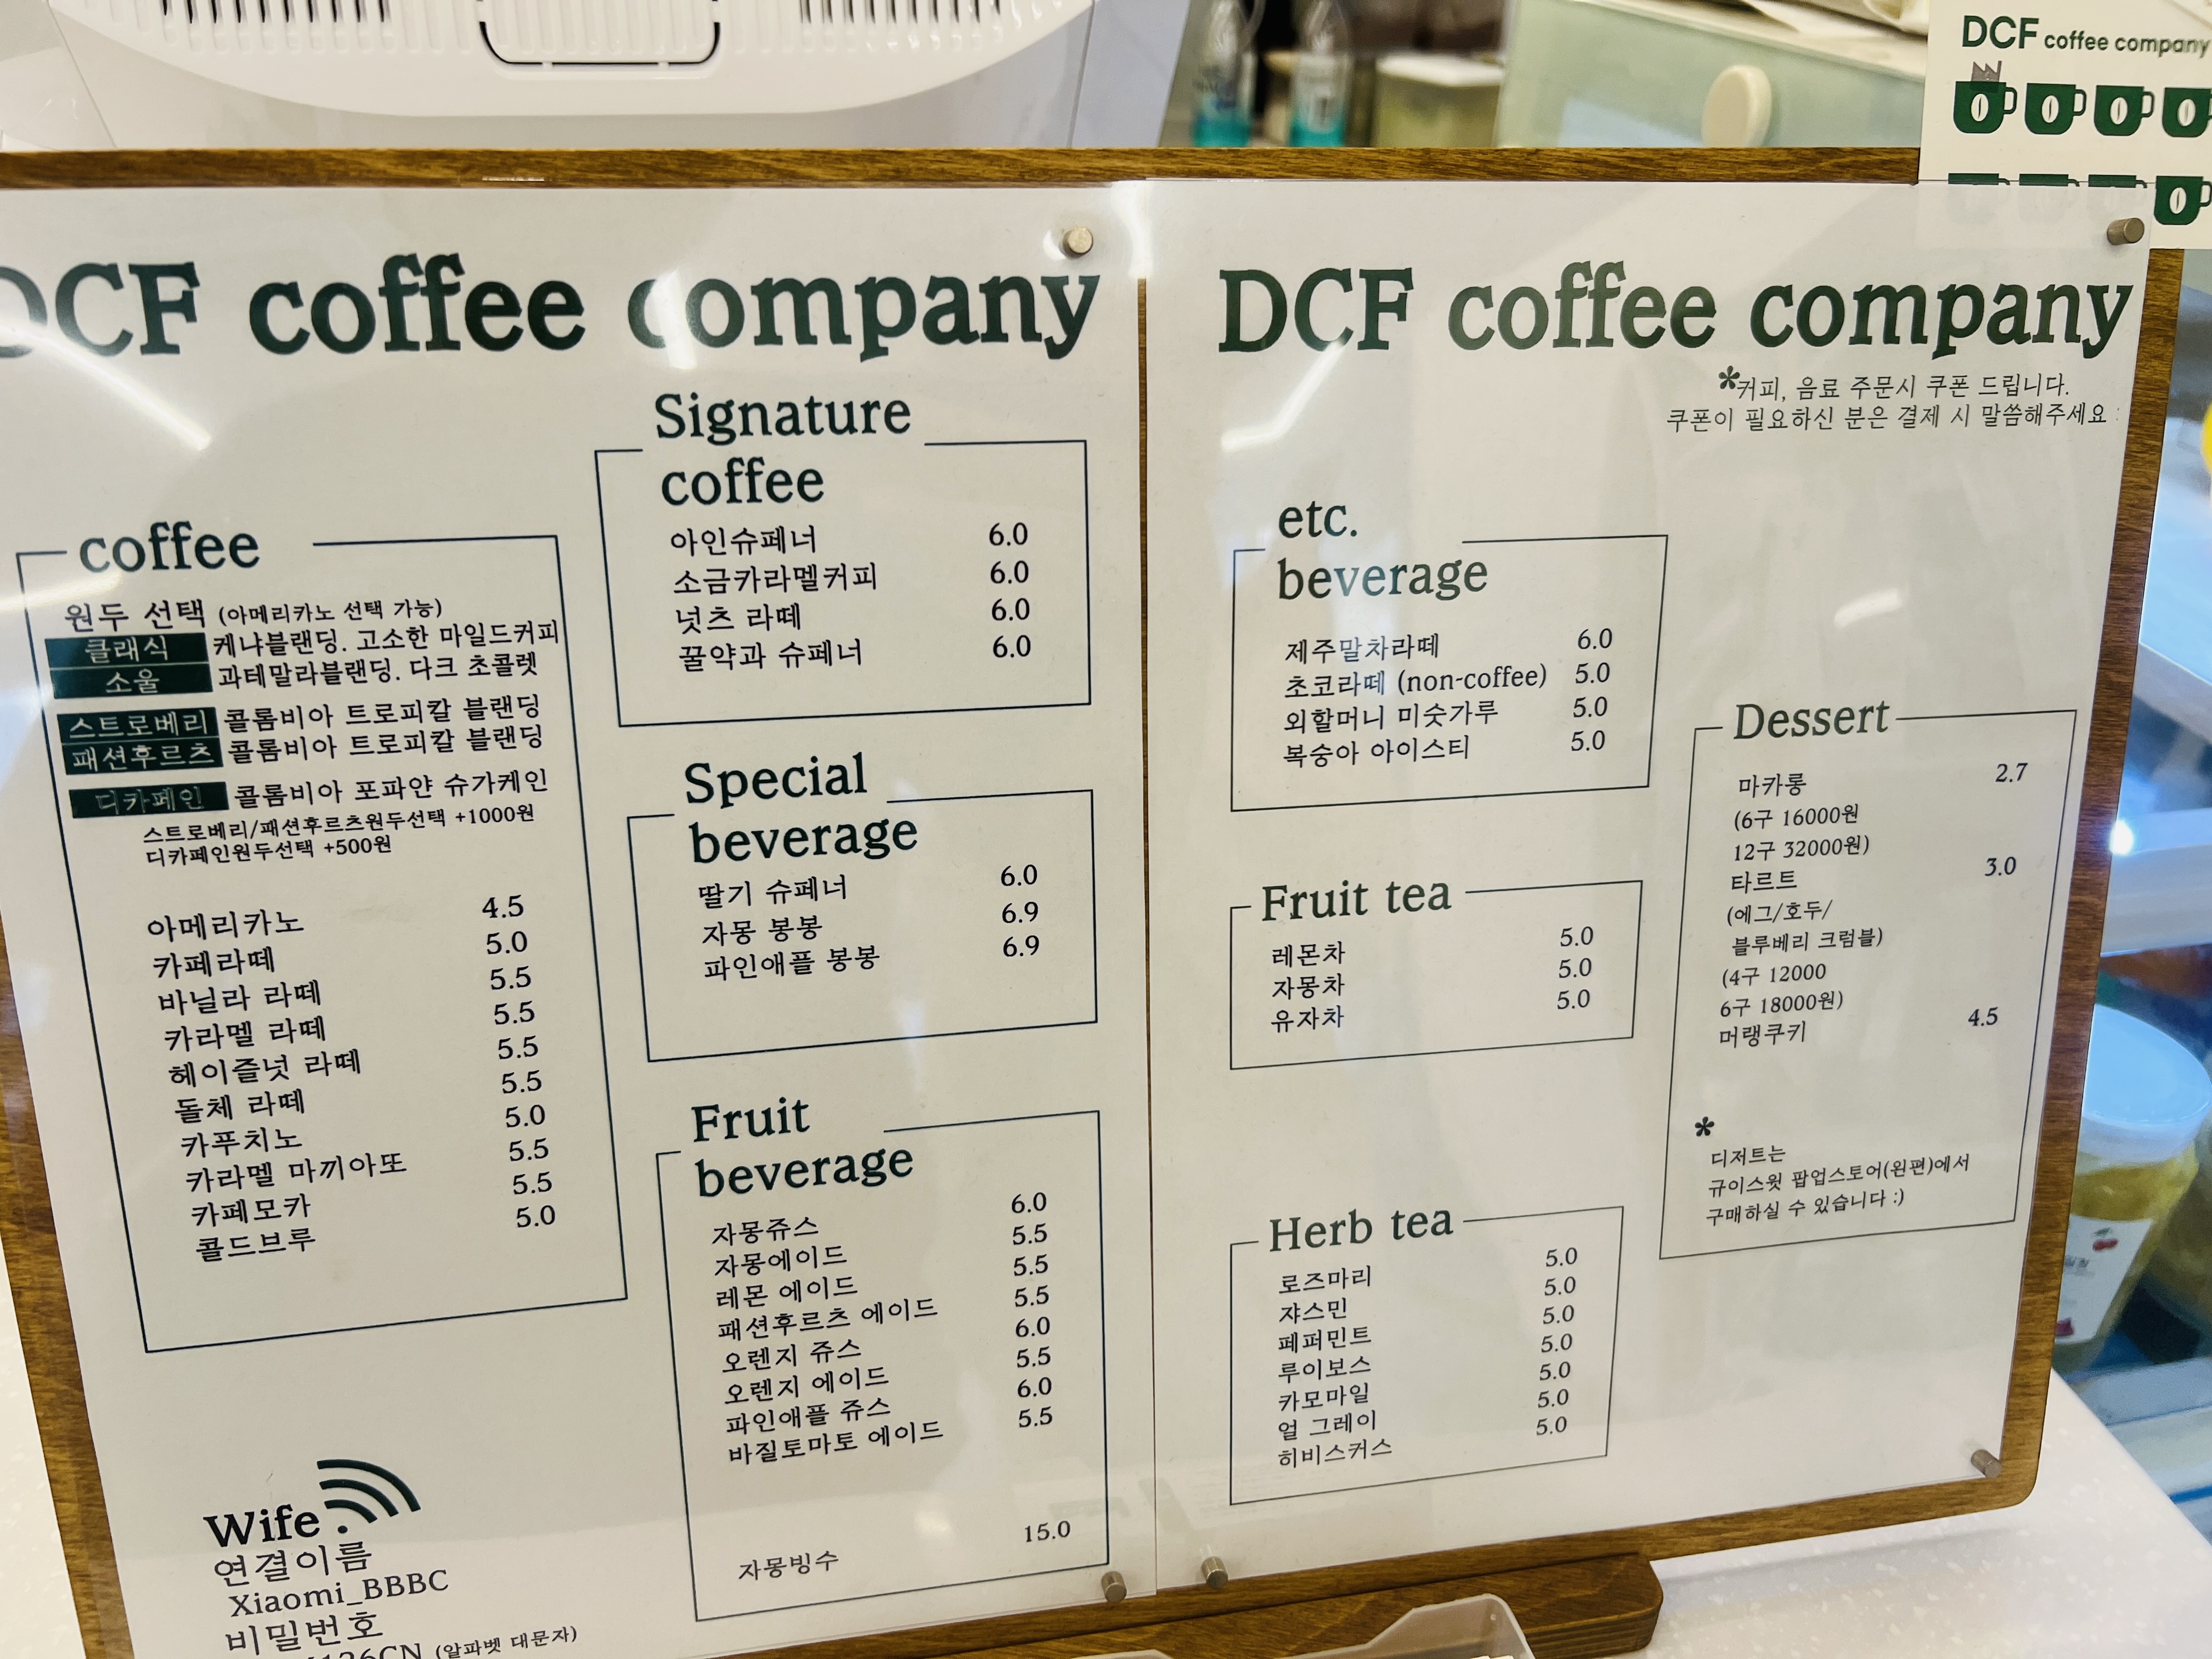 DCF coffee company
DCF coffee company
coffee
원두 선택 (아메리카노 선택 가능)
클래식 케냐블랜딩. 고소한 마일드커피
소울 과테말라블랜딩. 다크 초콜렛
스트로베리 콜롬비아 트로피칼 블랜딩
패션후르츠 콜롬비아 트로피칼 블랜딩
디카페인 콜롬비아 포파얀 슈가케인
스트로베리/패션후르츠원두선택 +1000원
디카페인원두선택 +500원
아메리카노 4.5
카페라떼 5.0
바닐라 라떼 5.5
카라멜 라떼 5.5
헤이즐넛 라떼 5.5
돌체 라떼 5.5
카푸치노 5.0
카라멜 마끼아또 5.5
카페모카 5.5
콜드브루 5.0
Wife
연결이름
Xiaomi_BBBC
비밀번호
(알파벳 대문자)
Signature
coffee
아인슈페너 6.0
소금카라멜커피 6.0
넛츠 라떼 6.0
꿀약과 슈페너 6.0
Special
beverage
딸기 슈페너 6.0
자몽 봉봉 6.9
파인애플 봉봉 6.9
Fruit
beverage
자몽쥬스 6.0
자몽에이드 5.5
레몬 에이드 5.5
패션후르츠 에이드 5.5
오렌지 쥬스 6.0
오렌지 에이드 5.5
파인애플 쥬스 6.0
바질토마토 에이드 5.5
자몽빙수 15.0
DCF coffee company
*커피, 음료 주문시 쿠폰 드립니다.
쿠폰이 필요하신 분은 결제 시 말씀해주세요 :
etc.
beverage
제주말차라떼 6.0
초코라떼 (non-coffee) 5.0
외할머니 미숫가루 5.0
복숭아 아이스티 5.0
Fruit tea
레몬차 5.0
자몽차 5.0
유자차 5.0
Herb tea
로즈마리 5.0
쟈스민 5.0
페퍼민트 5.0
루이보스 5.0
카모마일 5.0
얼 그레이 5.0
히비스커스 5.0
Dessert
마카롱 2.7
(6구 16000원
12구 32000원)
타르트 3.0
(에그/호두/
블루베리 크럼블)
(4구 12000
6구 18000원)
머랭쿠키 4.5
*
디저트는
규이스윗 팝업스토어(왼편)에서
구매하실 수 있습니다 :)